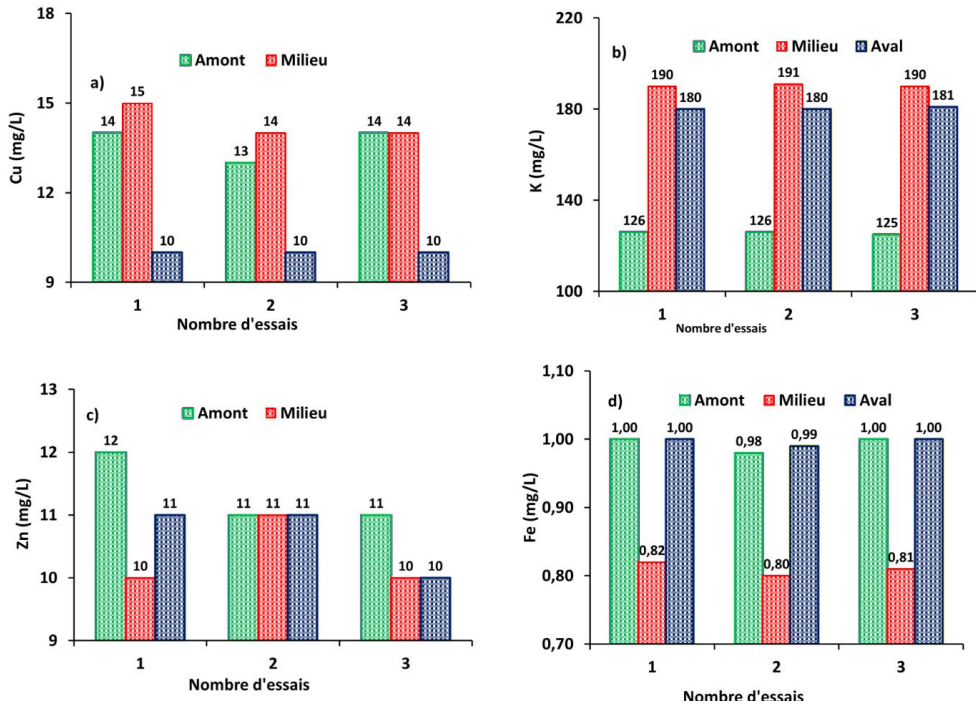 18
Amont Milieu
a)
15
14 14 14 14
13
15
12
10 10 10
9
Cu (mg/L)
1 2 3
Nombre d'essais
220
b) Amont Milieu Aval
190 191 190
180 180 181
180
140
126 126 125
100
K (mg/L)
1 2 3
Nombre d'essais
13
c) Amont Milieu
12
12
11 11 11 11 11
11
10 10 10
10
9
Zn (mg/L)
1 2 3
Nombre d'essais
1,10
d) Amont Milieu Aval
1,00 1,00 0,98 0,99 1,00 1,00
1,00
0,90
0,82 0,80 0,81
0,80
0,70
Fe (mg/L)
1 2 3
Nombre d'essais